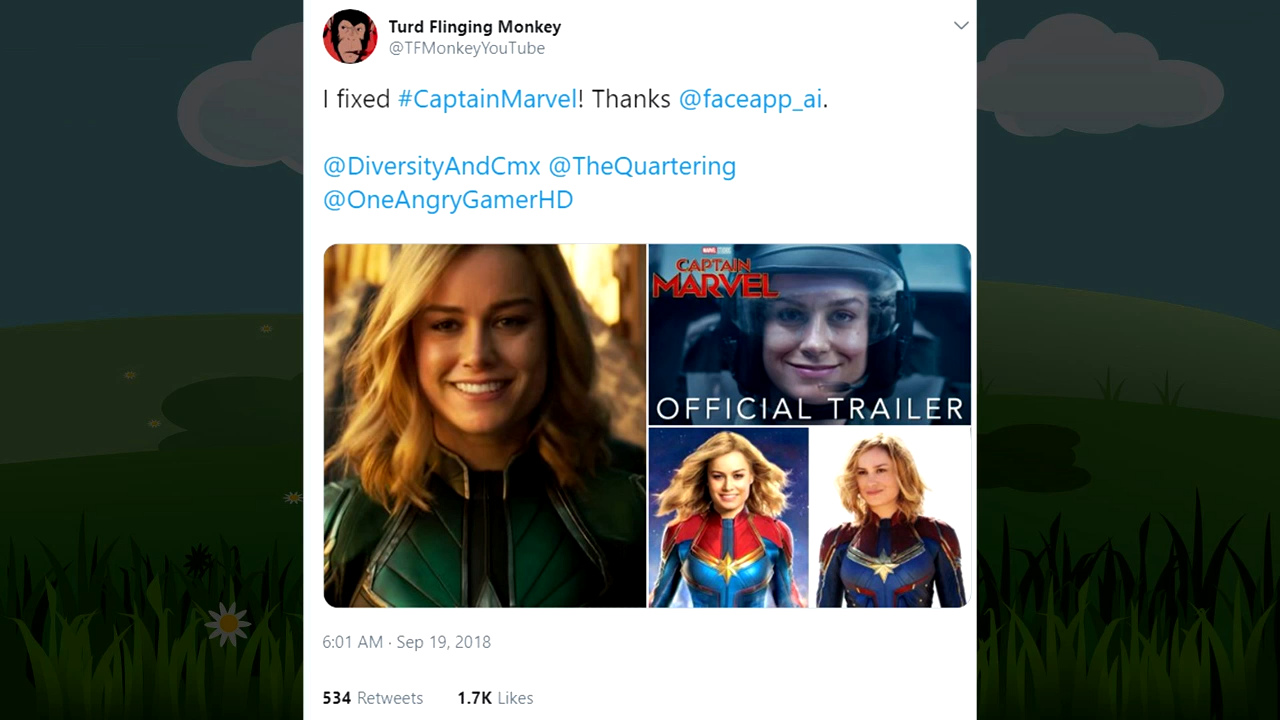 Turd Flinging Monkey
@TFMonkeyYouTube
I fixed #CaptainMarvel! Thanks @faceapp_ai.
@DiversityAndCmx @TheQuartering
@OneAngryGamerHD
MARVEL STUDIOS
CAPTAIN
MARVEL
OFFICIAL TRAILER
6:01 AM · Sep 19, 2018
534 Retweets 1.7K Likes